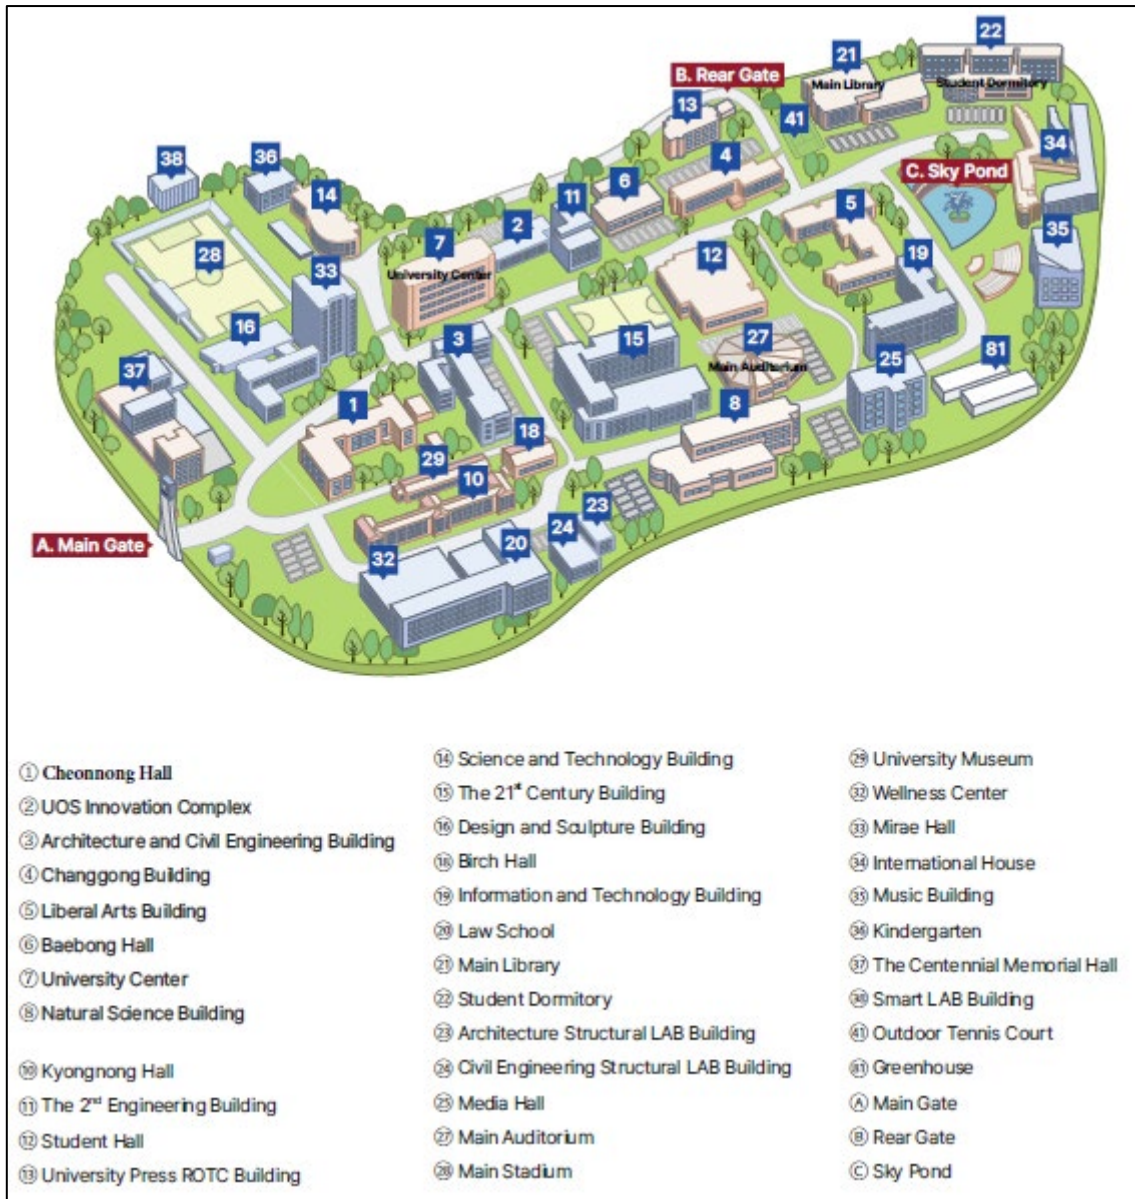 22
21
B. Rear Gate
Main Library
Student Dormitory
13
41
38
36
4
34
14
6
C. Sky Pond
11
5
2
7
28
33
University Center
12
19
35
16
3
15
27
81
37
Main Auditorium
25
1
8
18
29
10
23
24
A. Main Gate
20
32
① Cheonnong Hall
② UOS Innovation Complex
③ Architecture and Civil Engineering Building
④ Changgong Building
⑤ Liberal Arts Building
⑥ Baebong Hall
⑦ University Center
⑧ Natural Science Building
⑩ Kyongnong Hall
⑪ The 2nd Engineering Building
⑫ Student Hall
⑬ University Press ROTC Building
⑭ Science and Technology Building
⑮ The 21st Century Building
⑯ Design and Sculpture Building
⑱ Birch Hall
⑲ Information and Technology Building
⑳ Law School
㉑ Main Library
㉒ Student Dormitory
㉓ Architecture Structural LAB Building
㉔ Civil Engineering Structural LAB Building
㉕ Media Hall
㉗ Main Auditorium
㉘ Main Stadium
㉙ University Museum
㉜ Wellness Center
㉝ Mirae Hall
㉞ International House
㉟ Music Building
㊱ Kindergarten
㊲ The Centennial Memorial Hall
㊳ Smart LAB Building
㊶ Outdoor Tennis Court
81 Greenhouse
Ⓐ Main Gate
Ⓑ Rear Gate
Ⓒ Sky Pond